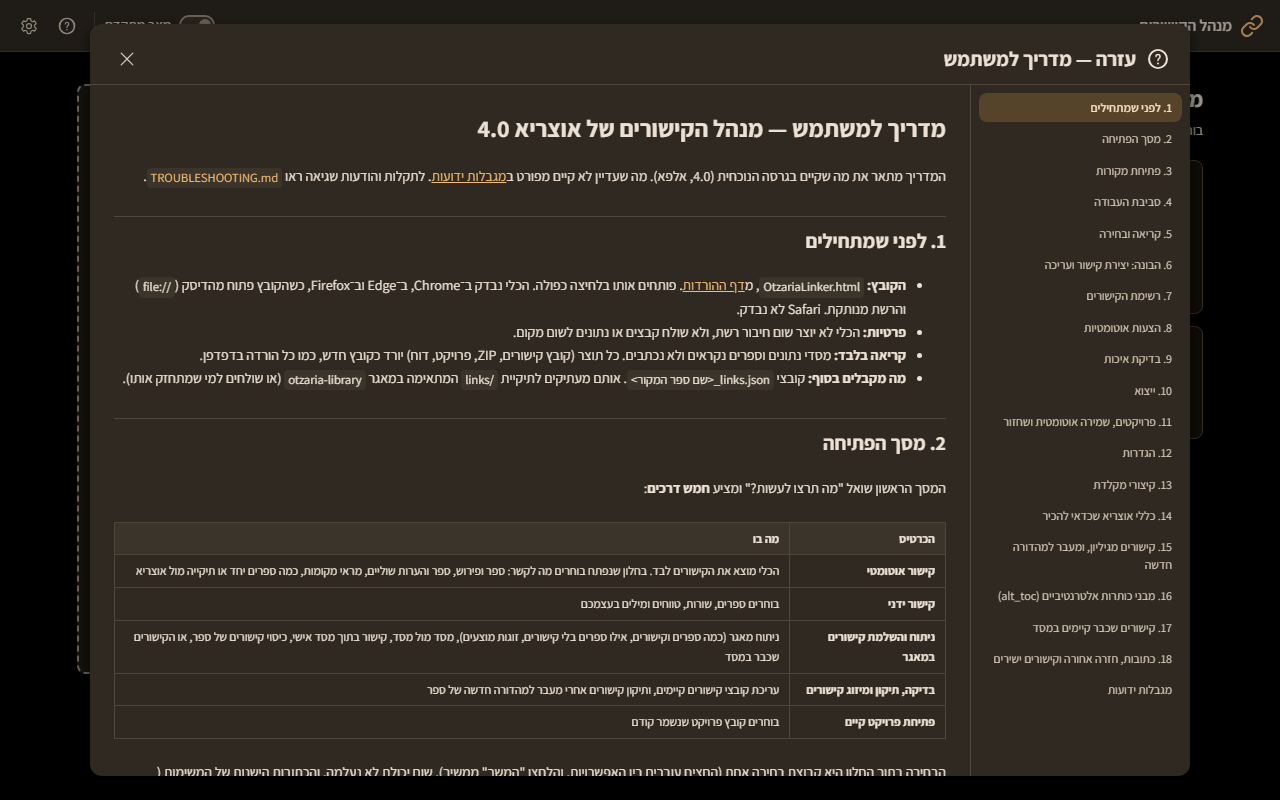 מנהל הקישורים
עזרה — מדריך למשתמש
1. לפני שמתחילים
2. מסך הפתיחה
3. פתיחת מקורות
4. סביבת העבודה
5. קריאה ובחירה
6. הבונה: יצירת קישור ועריכה
7. רשימת הקישורים
8. הצעות אוטומטיות
9. בדיקת איכות
10. ייצוא
11. פרויקטים, שמירה אוטומטית ושחזור
12. הגדרות
13. קיצורי מקלדת
14. כללי אוצריא שכדאי להכיר
15. קישורים מגיליון, ומעבר למהדורה
חדשה
16. מבני כותרות אלטרנטיביים (alt_toc)
17. קישורים שכבר קיימים במסד
18. כתובות, חזרה אחורה וקישורים ישירים
מגבלות ידועות
מדריך למשתמש — מנהל הקישורים של אוצריא 4.0
המדריך מתאר את מה שקיים בגרסה הנוכחית (4.0, אלפא). מה שעדיין לא קיים מפורט במגבלות ידועות. לתקלות והודעות שגיאה ראו TROUBLESHOOTING.md.
1. לפני שמתחילים
• הקובץ: OtzariaLinker.html, מדף ההורדות. פותחים אותו בלחיצה כפולה. הכלי נבדק ב־Chrome, ב־Edge וב־Firefox, כשהקובץ פתוח מהדיסק (file://)
והרשת מנותקת. Safari לא נבדק.
• פרטיות: הכלי לא יוצר שום חיבור רשת, ולא שולח קבצים או נתונים לשום מקום.
• קריאה בלבד: מסדי נתונים וספרים נקראים ולא נכתבים. כל תוצר (קובץ קישורים, ZIP, פרויקט, דוח) יורד כקובץ חדש, כמו כל הורדה בדפדפן.
• מה מקבלים בסוף: קובצי <שם ספר המקור>_links.json. אותם מעתיקים לתיקיית links/ המתאימה במאגר otzaria-library (או שולחים למי שמתחזק אותו).
2. מסך הפתיחה
המסך הראשון שואל "מה תרצו לעשות?" ומציע חמש דרכים:
הכרטיס מה בו
קישור אוטומטי הכלי מוצא את הקישורים לבד. בחלון שנפתח בוחרים מה לקשר: ספר ופירוש, ספר והערות שוליים, מראי מקומות, כמה ספרים יחד או תיקייה מול אוצריא
קישור ידני בוחרים ספרים, שורות, טווחים ומילים בעצמכם
ניתוח והשלמת קישורים ניתוח מאגר (כמה ספרים וקישורים, אילו ספרים בלי קישורים, זוגות מוצעים), מסד מול מסד, קישור בתוך מסד אישי, כיסוי קישורים של ספר, או הקישורים
במאגר שכבר במסד
בדיקה, תיקון ומיזוג קישורים עריכת קובצי קישורים קיימים, ותיקון קישורים אחרי מעבר למהדורה חדשה של ספר
פתיחת פרויקט קיים בוחרים קובץ פרויקט שנשמר קודם